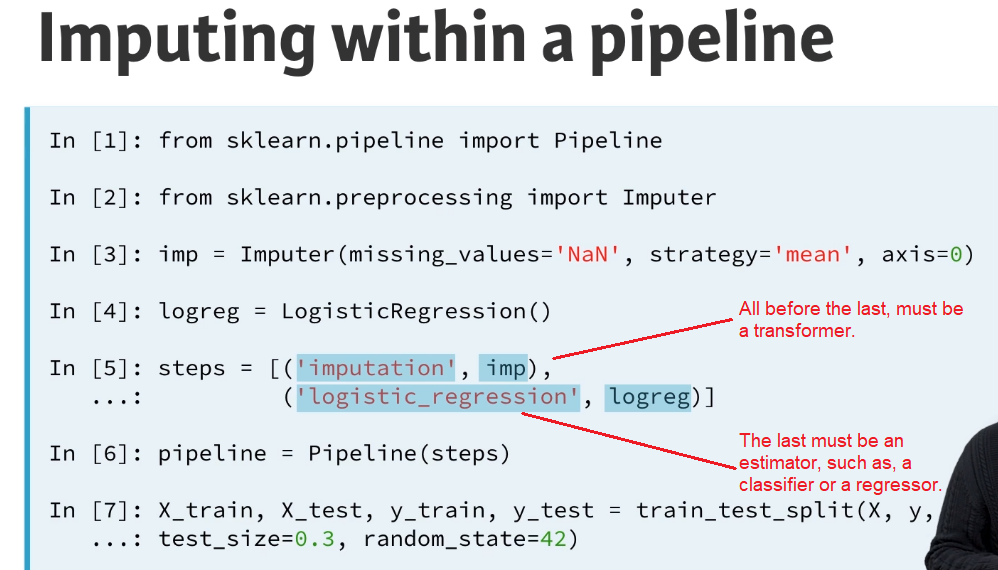 Imputing within a pipeline
In [1]: from sklearn.pipeline import Pipeline
In [2]: from sklearn.preprocessing import Imputer
In [3]: imp = Imputer(missing_values='NaN', strategy='mean', axis=0)
In [4]: logreg = LogisticRegression()
All before the last, must be
a transformer.
In [5]: steps = [('imputation', imp),
...: ('logistic_regression', logreg)]
The last must be an
estimator, such as, a
classifier or a regressor.
In [6]: pipeline = Pipeline(steps)
In [7]: X_train, X_test, y_train, y_test = train_test_split(X, y,
...: test_size=0.3, random_state=42)